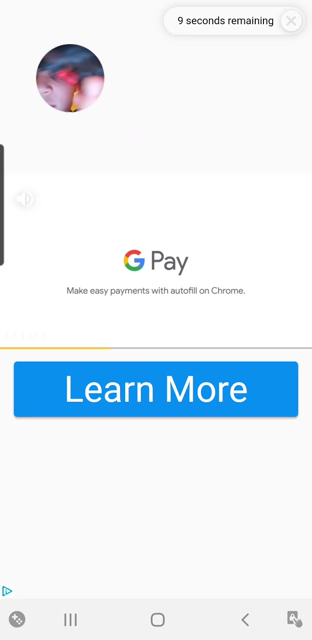 9 seconds remaining
G Pay
Make easy payments with autofill on Chrome.
Learn More